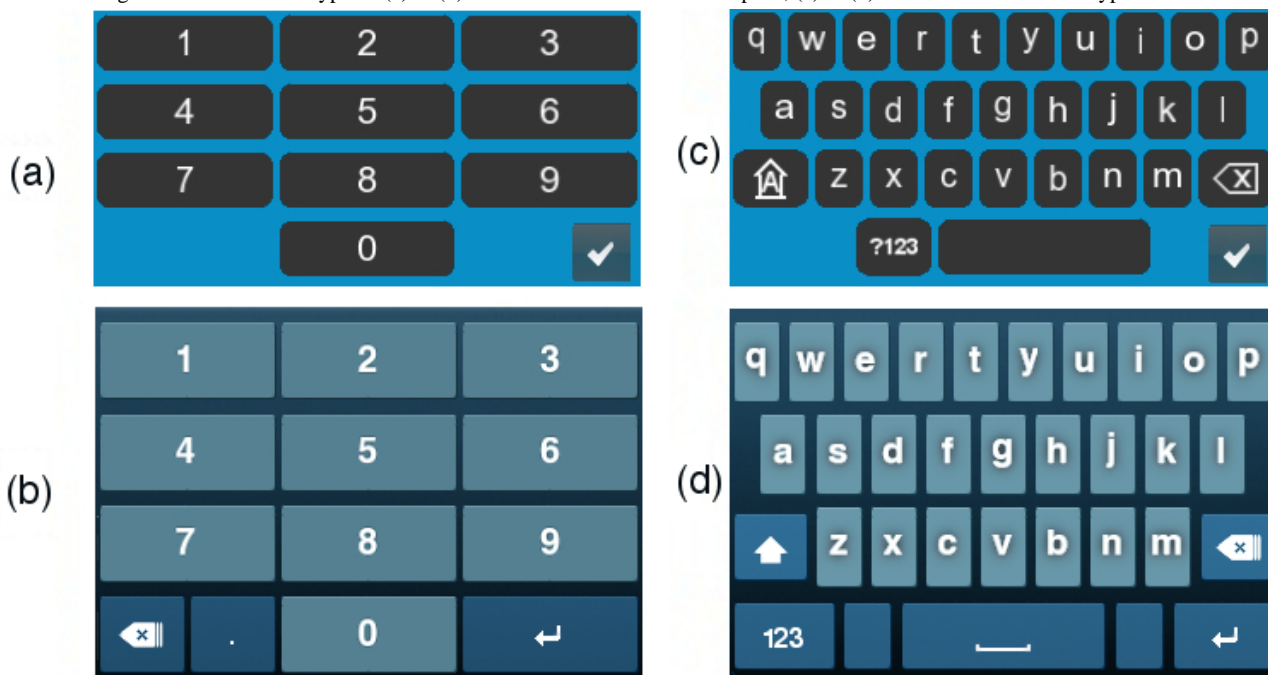 1 2 3
4 5 6
(a)
7 8 9
0
q w e r t y u i o p
a s d f g h j k l
(c)
A z x c v b n m x
?123
1 2 3
4 5 6
(b)
7 8 9
. 0
q w e r t y u i o p
a s d f g h j k l
(d)
z x c v b n m
123